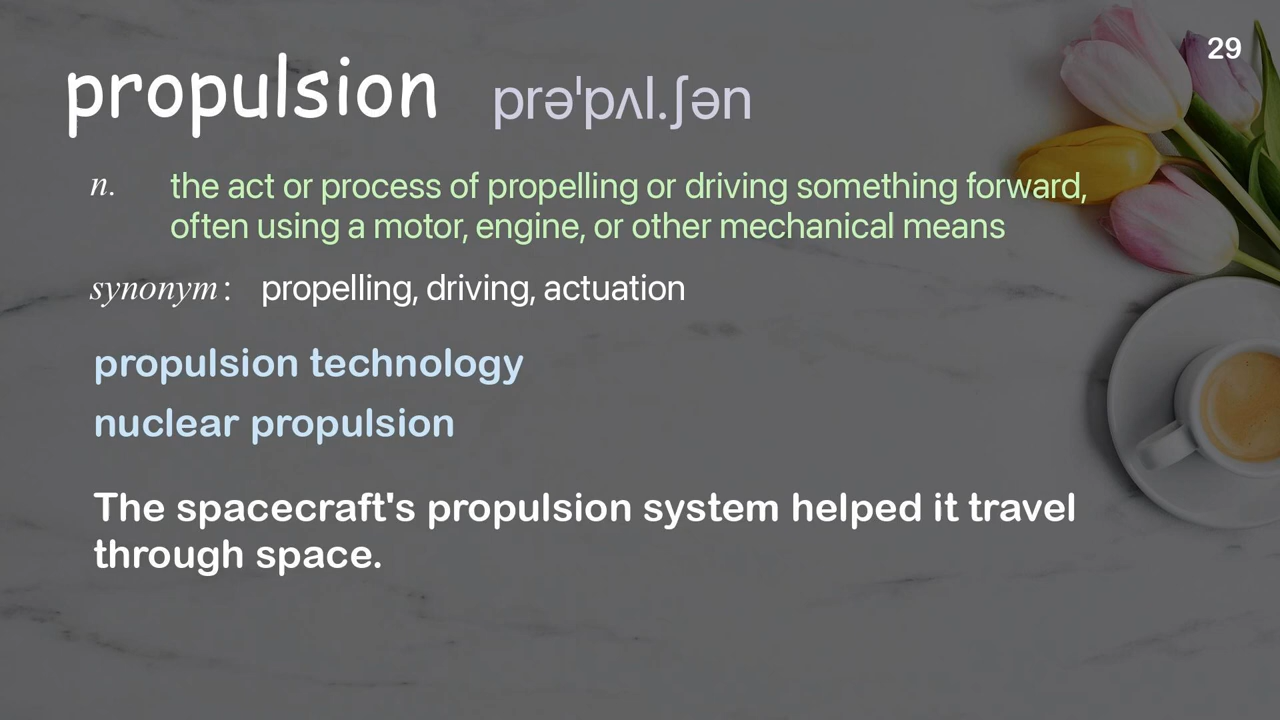 29
propulsion prəˈpʌl.ʃən
n. the act or process of propelling or driving something forward,
often using a motor, engine, or other mechanical means
synonym: propelling, driving, actuation
propulsion technology
nuclear propulsion
The spacecraft's propulsion system helped it travel
through space.